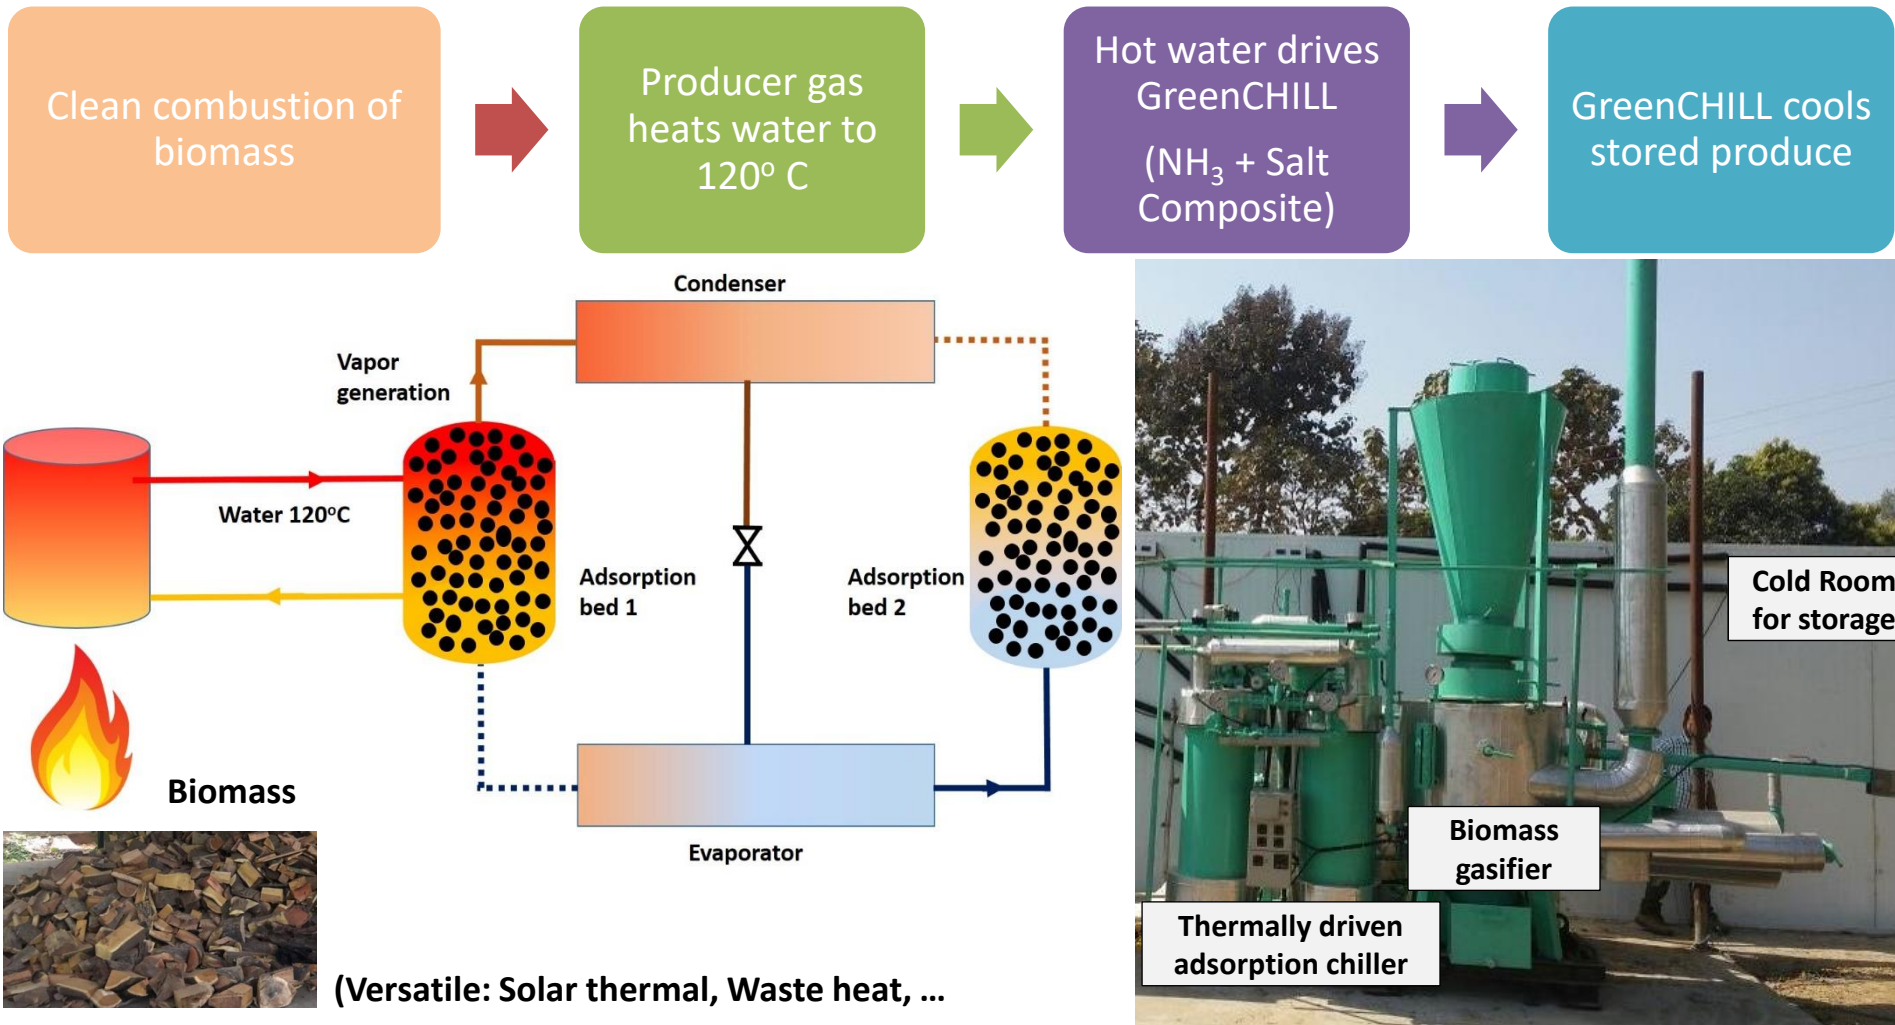 Clean combustion of
biomass
Producer gas
heats water to
120º C
Hot water drives
GreenCHILL
(NH₃ + Salt
Composite)
GreenCHILL cools
stored produce
Condenser
Vapor
generation
Water 120ºC
Adsorption
bed 1
Adsorption
bed 2
Evaporator
Biomass
(Versatile: Solar thermal, Waste heat, ...
Cold Room
for storage
Biomass
gasifier
Thermally driven
adsorption chiller